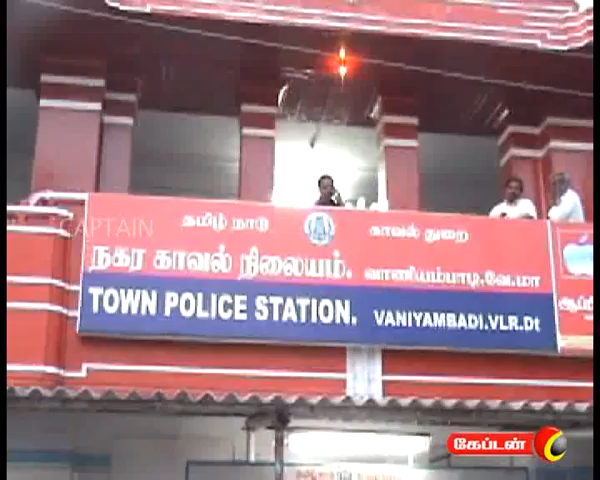 CAPTAIN
தமிழ் நாடு காவல் துறை
நகர காவல் நிலையம். வாணியம்பாடி.வே.மா
TOWN POLICE STATION. VANIYAMBADI.VLR.Dt
கேப்டன்